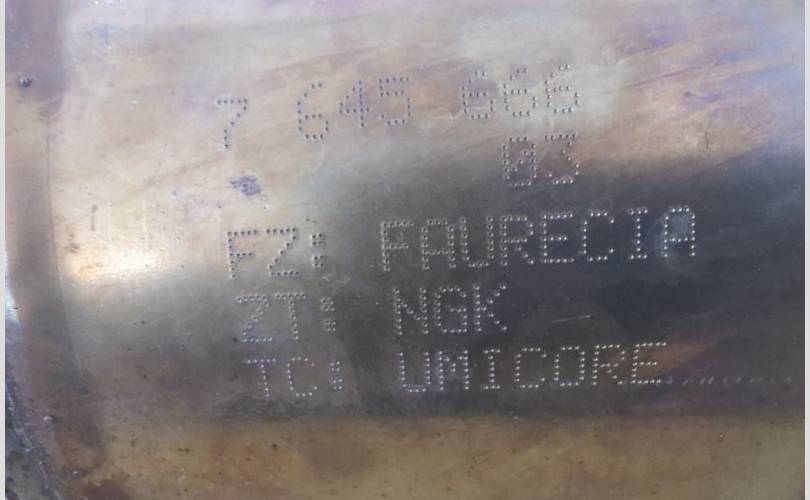 7 645 666
03
FZ: FAURECIA
ZT: NGK
TC: UMICORE